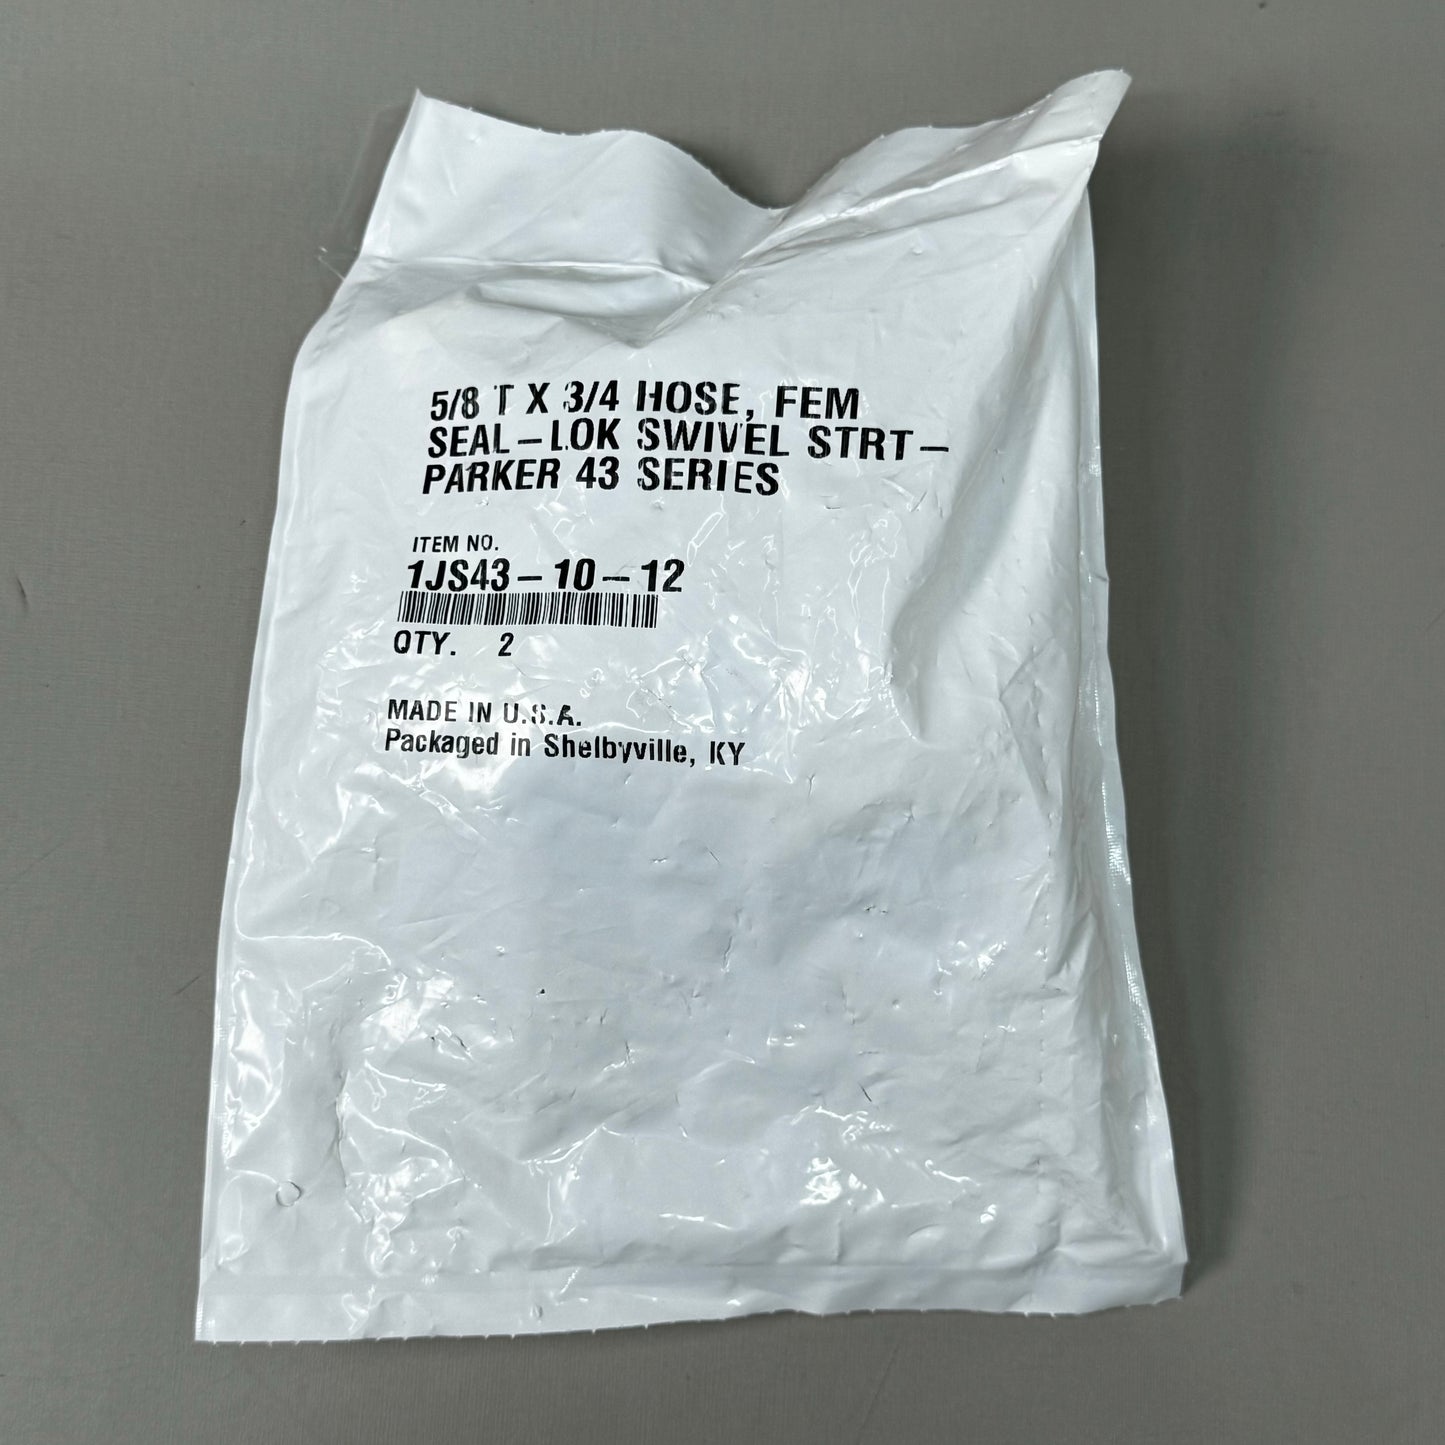 5/8 T X 3/4 HOSE, FEM
SEAL-LOK SWIVEL STRT-
PARKER 43 SERIES
ITEM NO.
1JS43-10-12
QTY. 2
MADE IN U.S.A.
Packaged in Shelbyville, KY